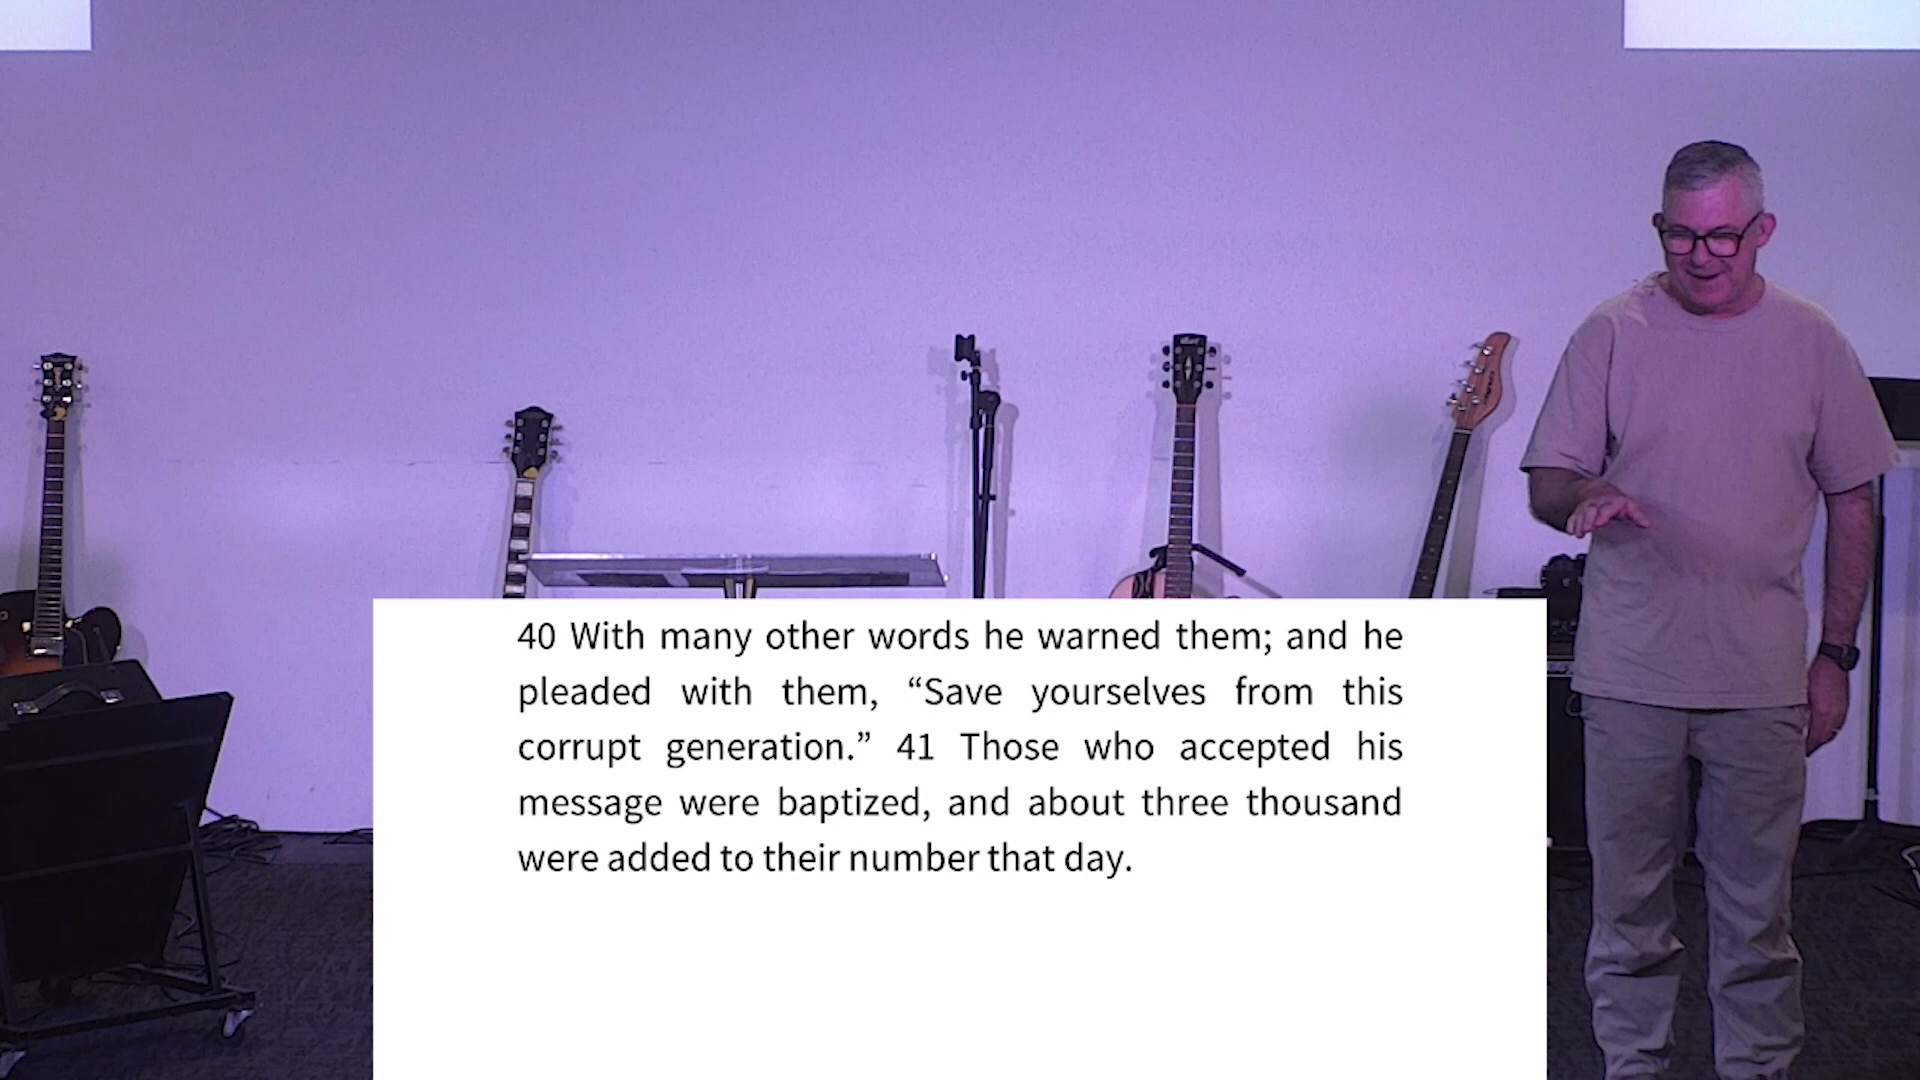 40 With many other words he warned them; and he
pleaded with them, “Save yourselves from this
corrupt generation.” 41 Those who accepted his
message were baptized, and about three thousand
were added to their number that day.